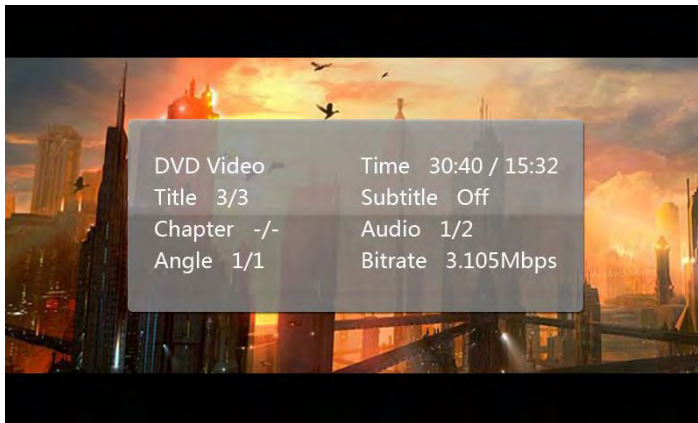 DVD Video Time 30:40 / 15:32
Title 3/3 Subtitle Off
Chapter -/- Audio 1/2
Angle 1/1 Bitrate 3.105Mbps